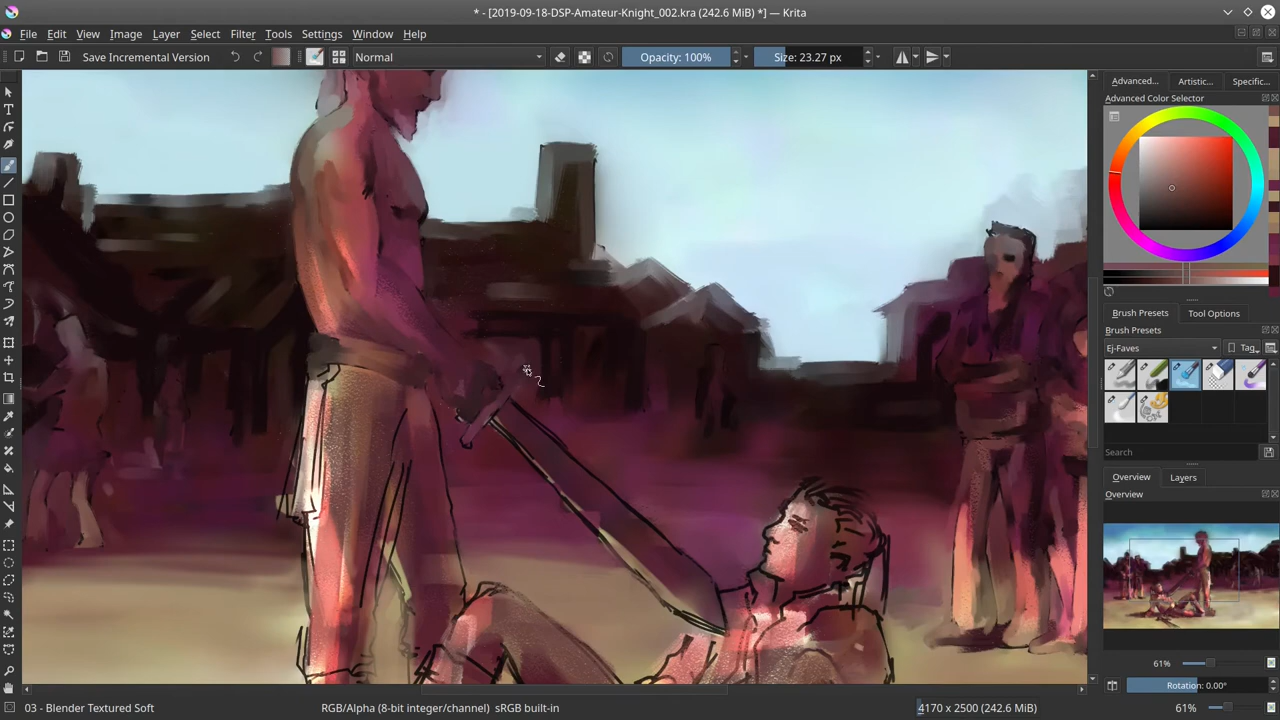 * - [2019-09-18-DSP-Amateur-Knight_002.kra (242.6 MiB) *] — Krita
File Edit View Image Layer Select Filter Tools Settings Window Help
Save Incremental Version Normal Opacity: 100% Size: 23.27 px
Advanced... Artistic... Specific...
Advanced Color Selector
Brush Presets Tool Options
Brush Presets
Ej-Faves Tag
Search
Overview Layers
Overview
61%
Rotation: 0.00°
03 - Blender Textured Soft RGB/Alpha (8-bit integer/channel) sRGB built-in 4170 x 2500 (242.6 MiB) 61%